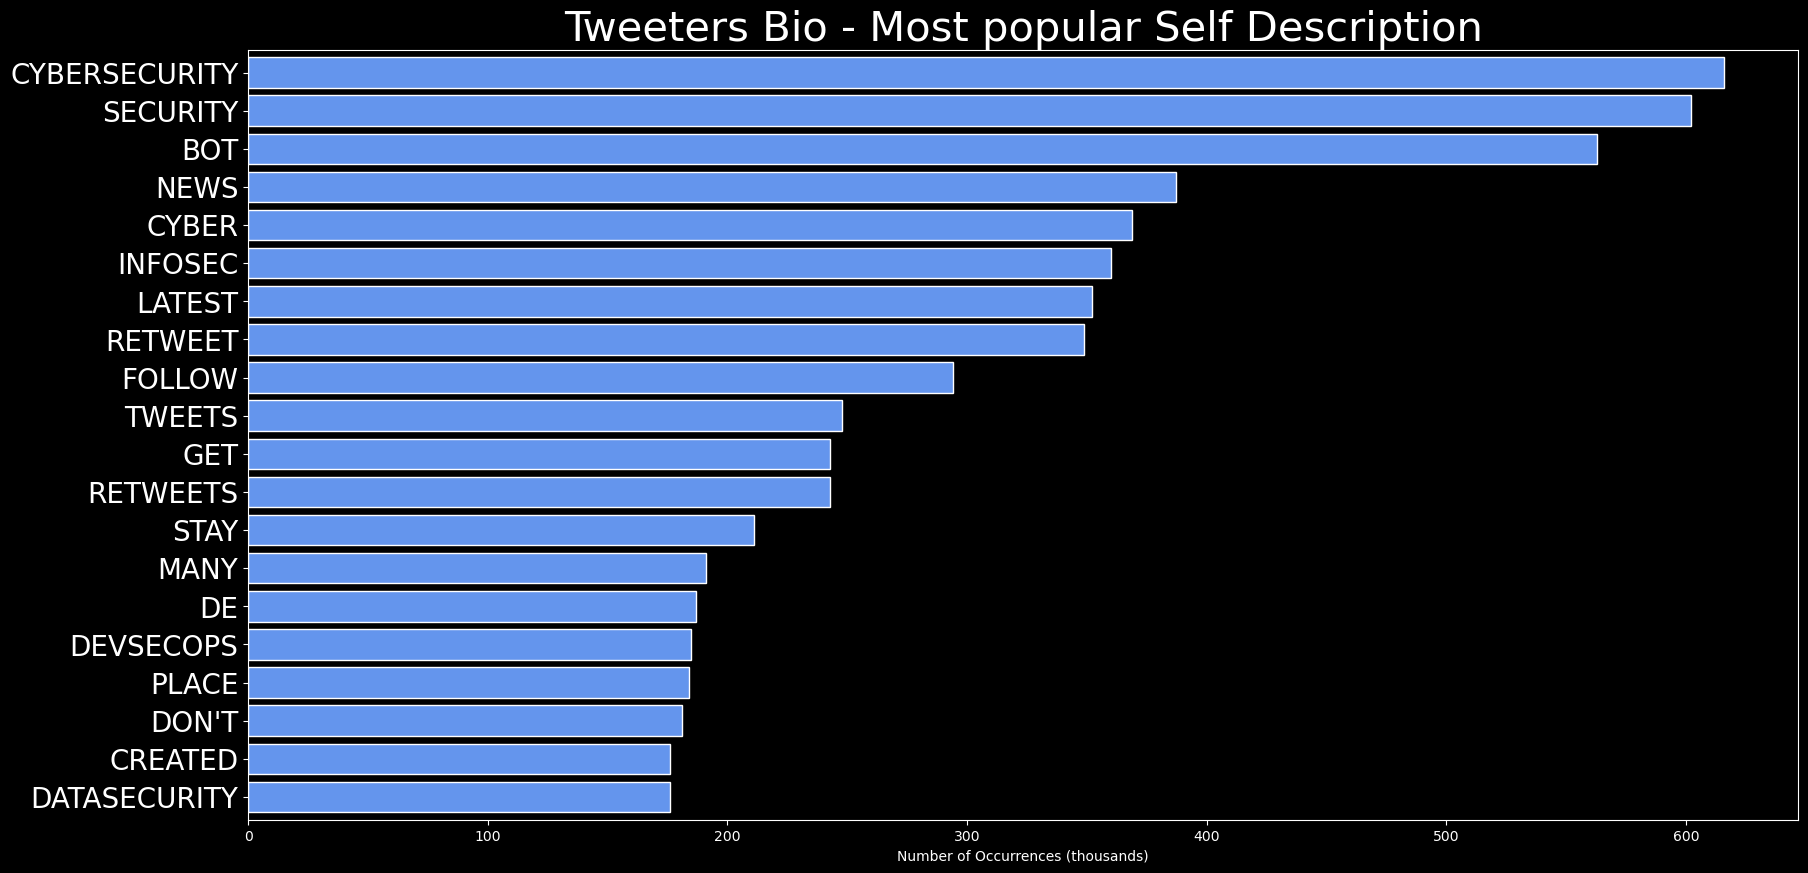 Tweeters Bio - Most popular Self Description
CYBERSECURITY
SECURITY
BOT
NEWS
CYBER
INFOSEC
LATEST
RETWEET
FOLLOW
TWEETS
GET
RETWEETS
STAY
MANY
DE
DEVSECOPS
PLACE
DON'T
CREATED
DATASECURITY
0 100 200 300 400 500 600
Number of Occurrences (thousands)